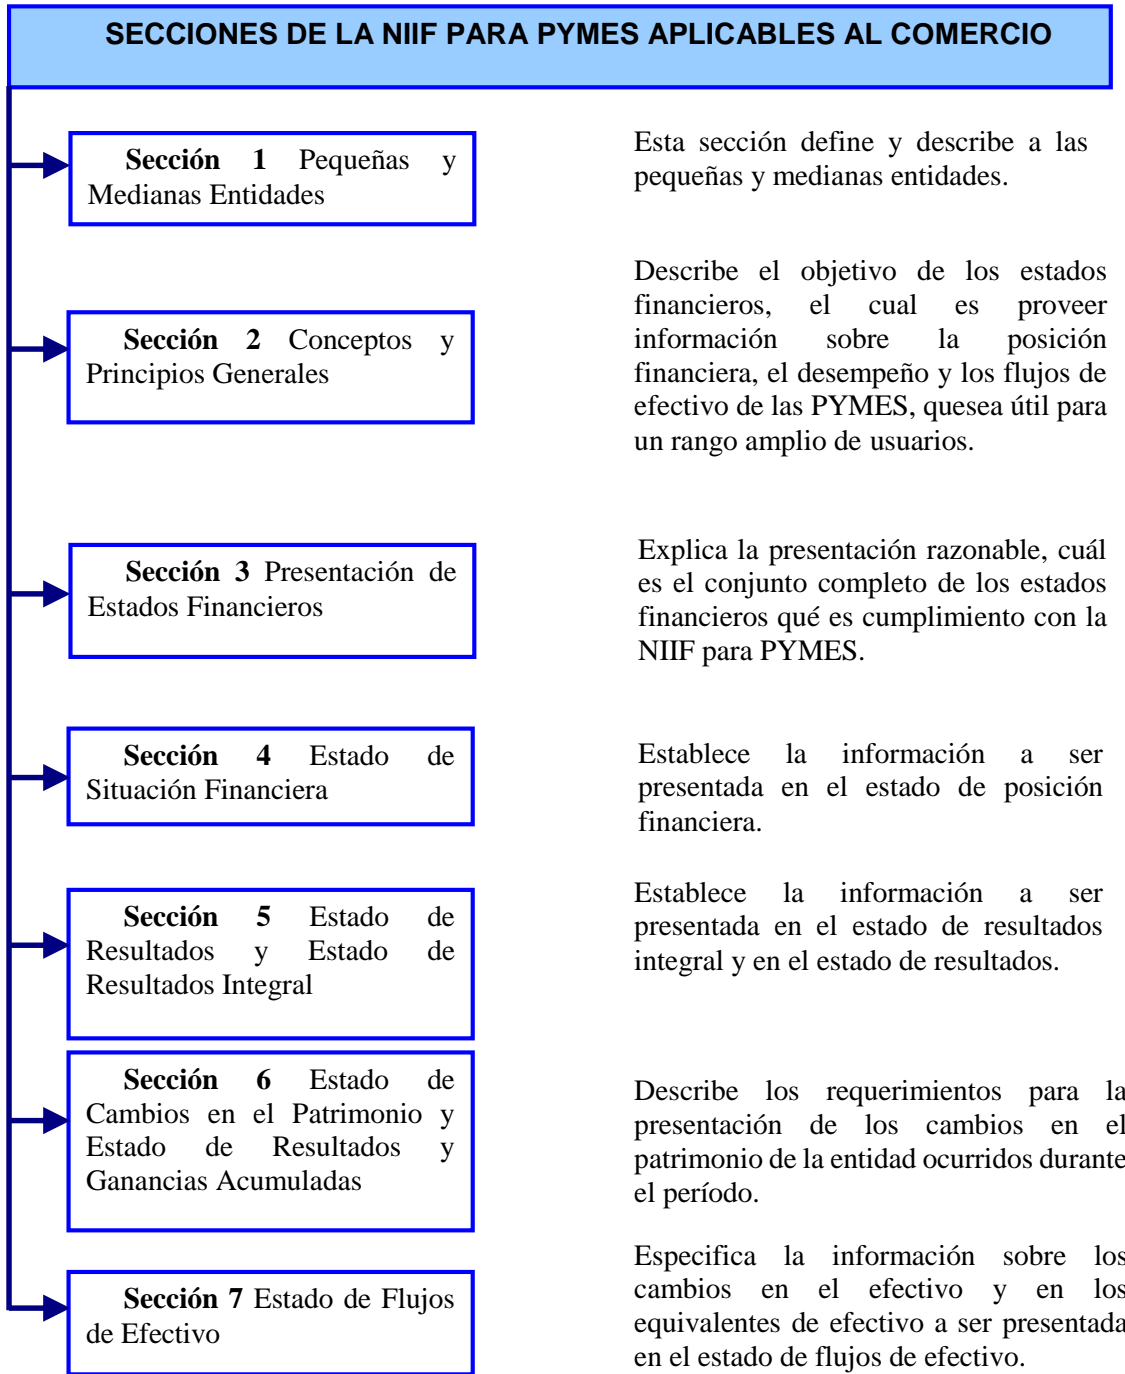 SECCIONES DE LA NIIF PARA PYMES APLICABLES AL COMERCIO
Sección 1 Pequeñas y
Medianas Entidades
Esta sección define y describe a las
pequeñas y medianas entidades.
Sección 2 Conceptos y
Principios Generales
Describe el objetivo de los estados
financieros, el cual es proveer
información sobre la posición
financiera, el desempeño y los flujos de
efectivo de las PYMES, quesea útil para
un rango amplio de usuarios.
Sección 3 Presentación de
Estados Financieros
Explica la presentación razonable, cuál
es el conjunto completo de los estados
financieros qué es cumplimiento con la
NIIF para PYMES.
Sección 4 Estado de
Situación Financiera
Establece la información a ser
presentada en el estado de posición
financiera.
Sección 5 Estado de
Resultados y Estado de
Resultados Integral
Establece la información a ser
presentada en el estado de resultados
integral y en el estado de resultados.
Sección 6 Estado de
Cambios en el Patrimonio y
Estado de Resultados y
Ganancias Acumuladas
Describe los requerimientos para la
presentación de los cambios en el
patrimonio de la entidad ocurridos durante
el período.
Sección 7 Estado de Flujos
de Efectivo
Especifica la información sobre los
cambios en el efectivo y en los
equivalentes de efectivo a ser presentada
en el estado de flujos de efectivo.